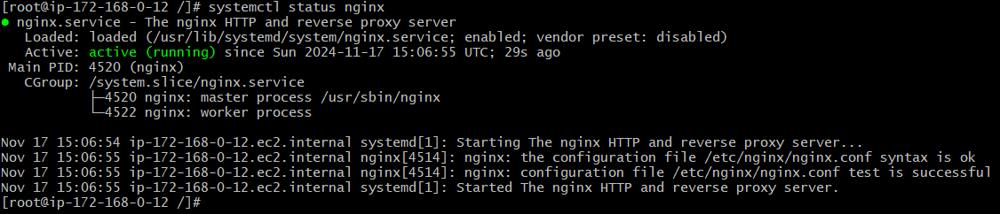 [root@ip-172-168-0-12 /]# systemctl status nginx
● nginx.service - The nginx HTTP and reverse proxy server
   Loaded: loaded (/usr/lib/systemd/system/nginx.service; enabled; vendor preset: disabled)
   Active: active (running) since Sun 2024-11-17 15:06:55 UTC; 29s ago
 Main PID: 4520 (nginx)
   CGroup: /system.slice/nginx.service
           ├─4520 nginx: master process /usr/sbin/nginx
           └─4522 nginx: worker process
Nov 17 15:06:54 ip-172-168-0-12.ec2.internal systemd[1]: Starting The nginx HTTP and reverse proxy server...
Nov 17 15:06:55 ip-172-168-0-12.ec2.internal nginx[4514]: nginx: the configuration file /etc/nginx/nginx.conf syntax is ok
Nov 17 15:06:55 ip-172-168-0-12.ec2.internal nginx[4514]: nginx: configuration file /etc/nginx/nginx.conf test is successful
Nov 17 15:06:55 ip-172-168-0-12.ec2.internal systemd[1]: Started The nginx HTTP and reverse proxy server.
[root@ip-172-168-0-12 /]#